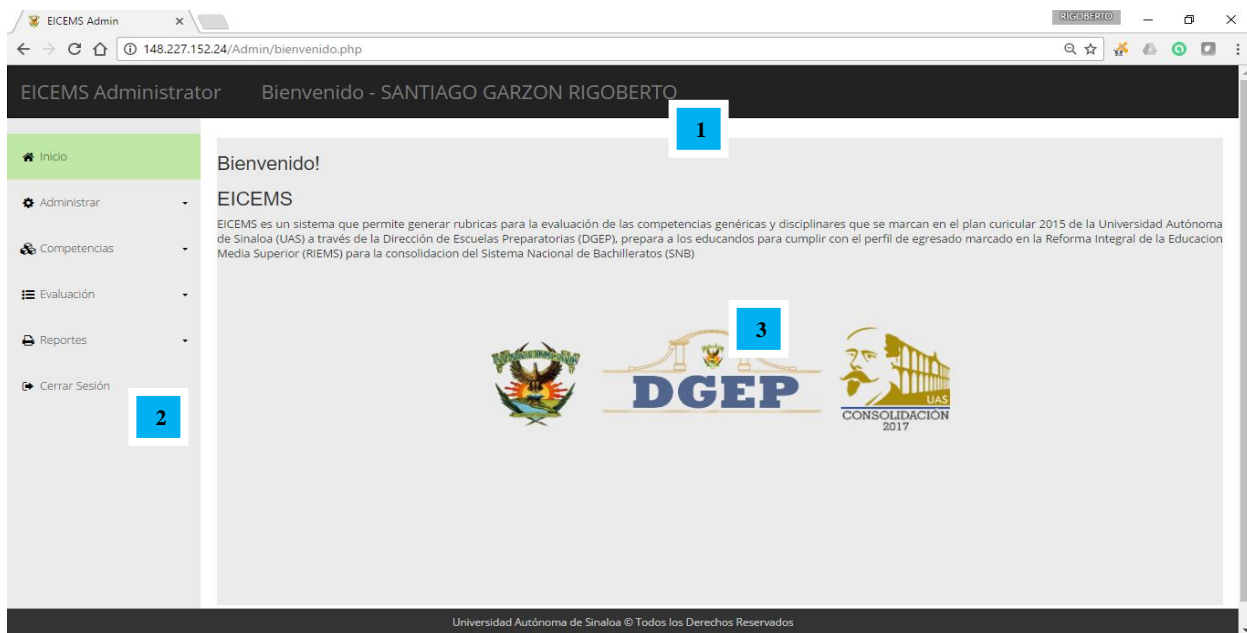 EICEMS Admin
RIGOBERTO
148.227.152.24/Admin/bienvenido.php
EICEMS Administrator Bienvenido - SANTIAGO GARZON RIGOBERTO
1
Inicio
Administrar
Competencias
Evaluación
Reportes
Cerrar Sesión
2
Bienvenido!
EICEMS
EICEMS es un sistema que permite generar rubricas para la evaluación de las competencias genéricas y disciplinares que se marcan en el plan curicular 2015 de la Universidad Autónoma
de Sinaloa (UAS) a través de la Dirección de Escuelas Preparatorias (DGEP), prepara a los educandos para cumplir con el perfil de egresado marcado en la Reforma Integral de la Educacion
Media Superior (RIEMS) para la consolidacion del Sistema Nacional de Bachilleratos (SNB)
3
DGEP
UAS
CONSOLIDACIÓN
2017
Universidad Autónoma de Sinaloa © Todos los Derechos Reservados